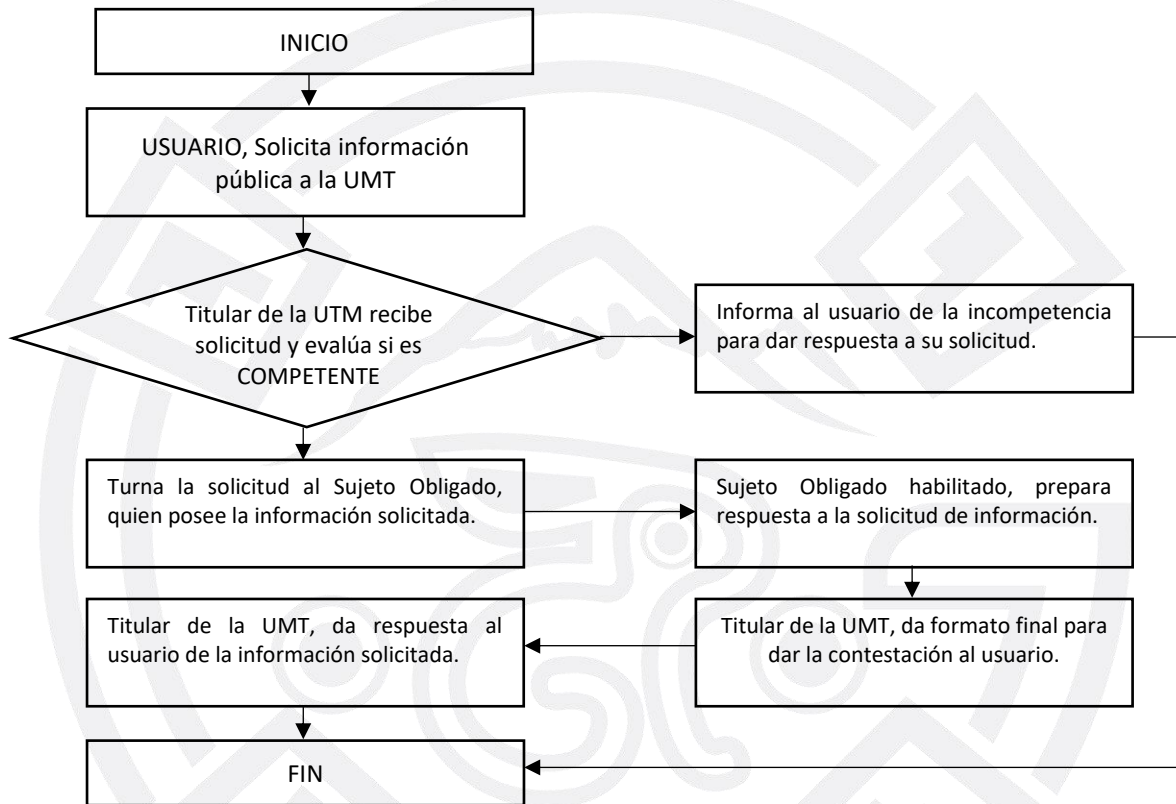 INICIO
USUARIO, Solicita información
pública a la UMT
Titular de la UTM recibe
solicitud y evalúa si es
COMPETENTE
Informa al usuario de la incompetencia
para dar respuesta a su solicitud.
Turna la solicitud al Sujeto Obligado,
quien posee la información solicitada.
Sujeto Obligado habilitado, prepara
respuesta a la solicitud de información.
Titular de la UMT, da formato final para
dar la contestación al usuario.
Titular de la UMT, da respuesta al
usuario de la información solicitada.
FIN